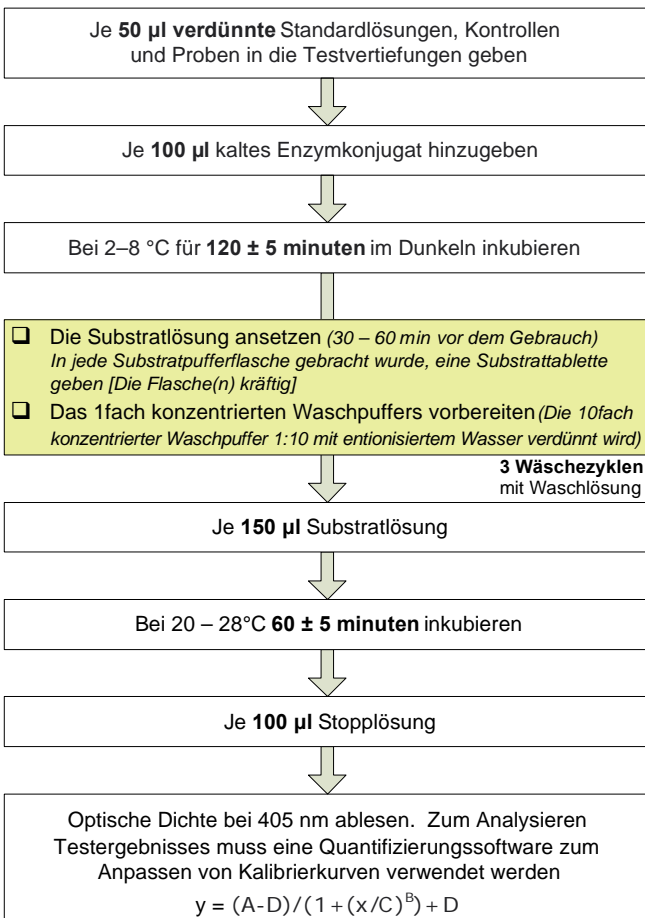 Je 50 µl verdünnte Standardlösungen, Kontrollen
und Proben in die Testvertiefungen geben
Je 100 µl kaltes Enzymkonjugat hinzugeben
Bei 2–8 °C für 120 ± 5 minuten im Dunkeln inkubieren
❑ Die Substratlösung ansetzen (30 – 60 min vor dem Gebrauch)
In jede Substratpufferflasche gebracht wurde, eine Substrattablette
geben [Die Flasche(n) kräftig]
❑ Das 1fach konzentrierten Waschpuffers vorbereiten (Die 10fach
konzentrierter Waschpuffer 1:10 mit entionisiertem Wasser verdünnt wird)
3 Wäschezyklen
mit Waschlösung
Je 150 µl Substratlösung
Bei 20 – 28°C 60 ± 5 minuten inkubieren
Je 100 µl Stopplösung
Optische Dichte bei 405 nm ablesen. Zum Analysieren
Testergebnisses muss eine Quantifizierungssoftware zum
Anpassen von Kalibrierkurven verwendet werden
y = (A-D)/(1+(x/C)^B)+D